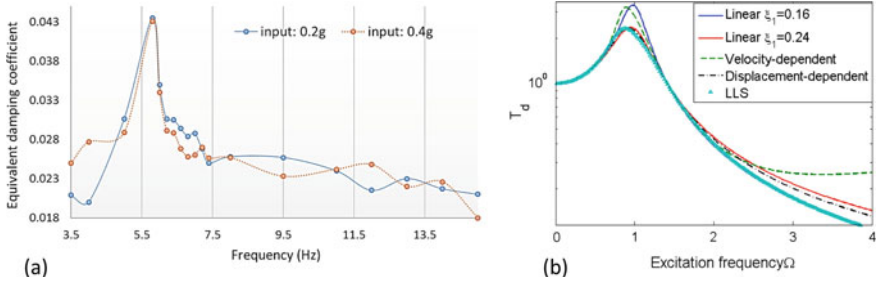 Equivalent damping coefficient
0.043
0.038
0.033
0.028
0.023
0.018
input: 0.2g
input: 0.4g
3.5 5.5 7.5 9.5 11.5 13.5
Frequency (Hz)
(a)
T_d
10⁰
Linear ξ₁=0.16
Linear ξ₁=0.24
Velocity-dependent
Displacement-dependent
LLS
0 1 2 3 4
Excitation frequencyΩ
(b)